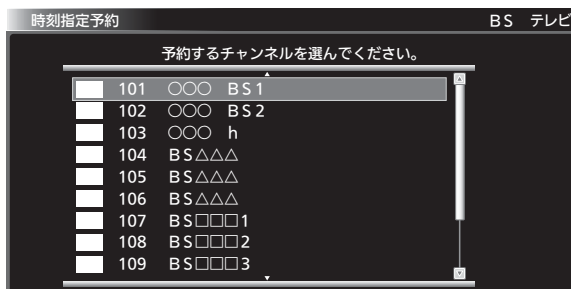 時刻指定予約
BS テレビ
予約するチャンネルを選んでください。
101 ○○○ BS1
102 ○○○ BS2
103 ○○○ h
104 BS△△△
105 BS△△△
106 BS△△△
107 BS□□□1
108 BS□□□2
109 BS□□□3